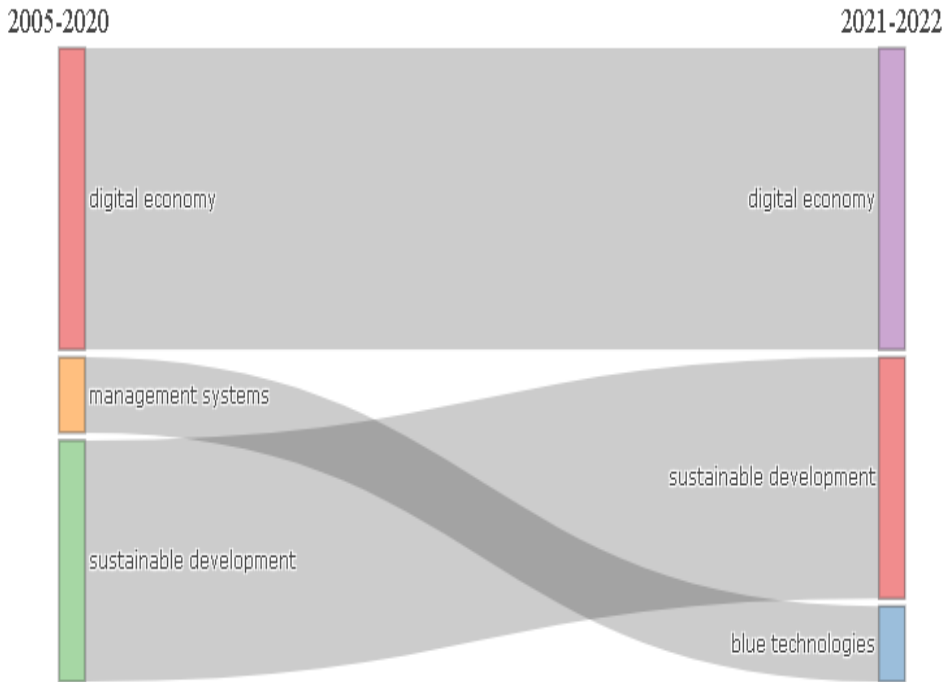 2005-2020
2021-2022
digital economy
digital economy
management systems
sustainable development
sustainable development
blue technologies